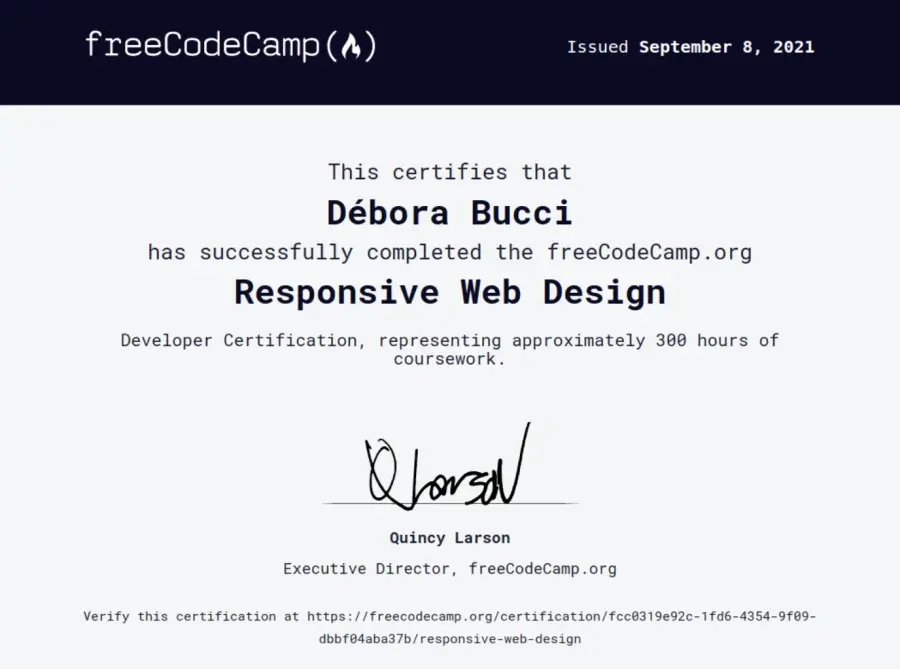 freeCodeCamp(🔥)
Issued September 8, 2021
This certifies that
Débora Bucci
has successfully completed the freeCodeCamp.org
Responsive Web Design
Developer Certification, representing approximately 300 hours of
coursework.
QLarson
Quincy Larson
Executive Director, freeCodeCamp.org
Verify this certification at https://freecodecamp.org/certification/fcc0319e92c-1fd6-4354-9f09-
dbbf04aba37b/responsive-web-design